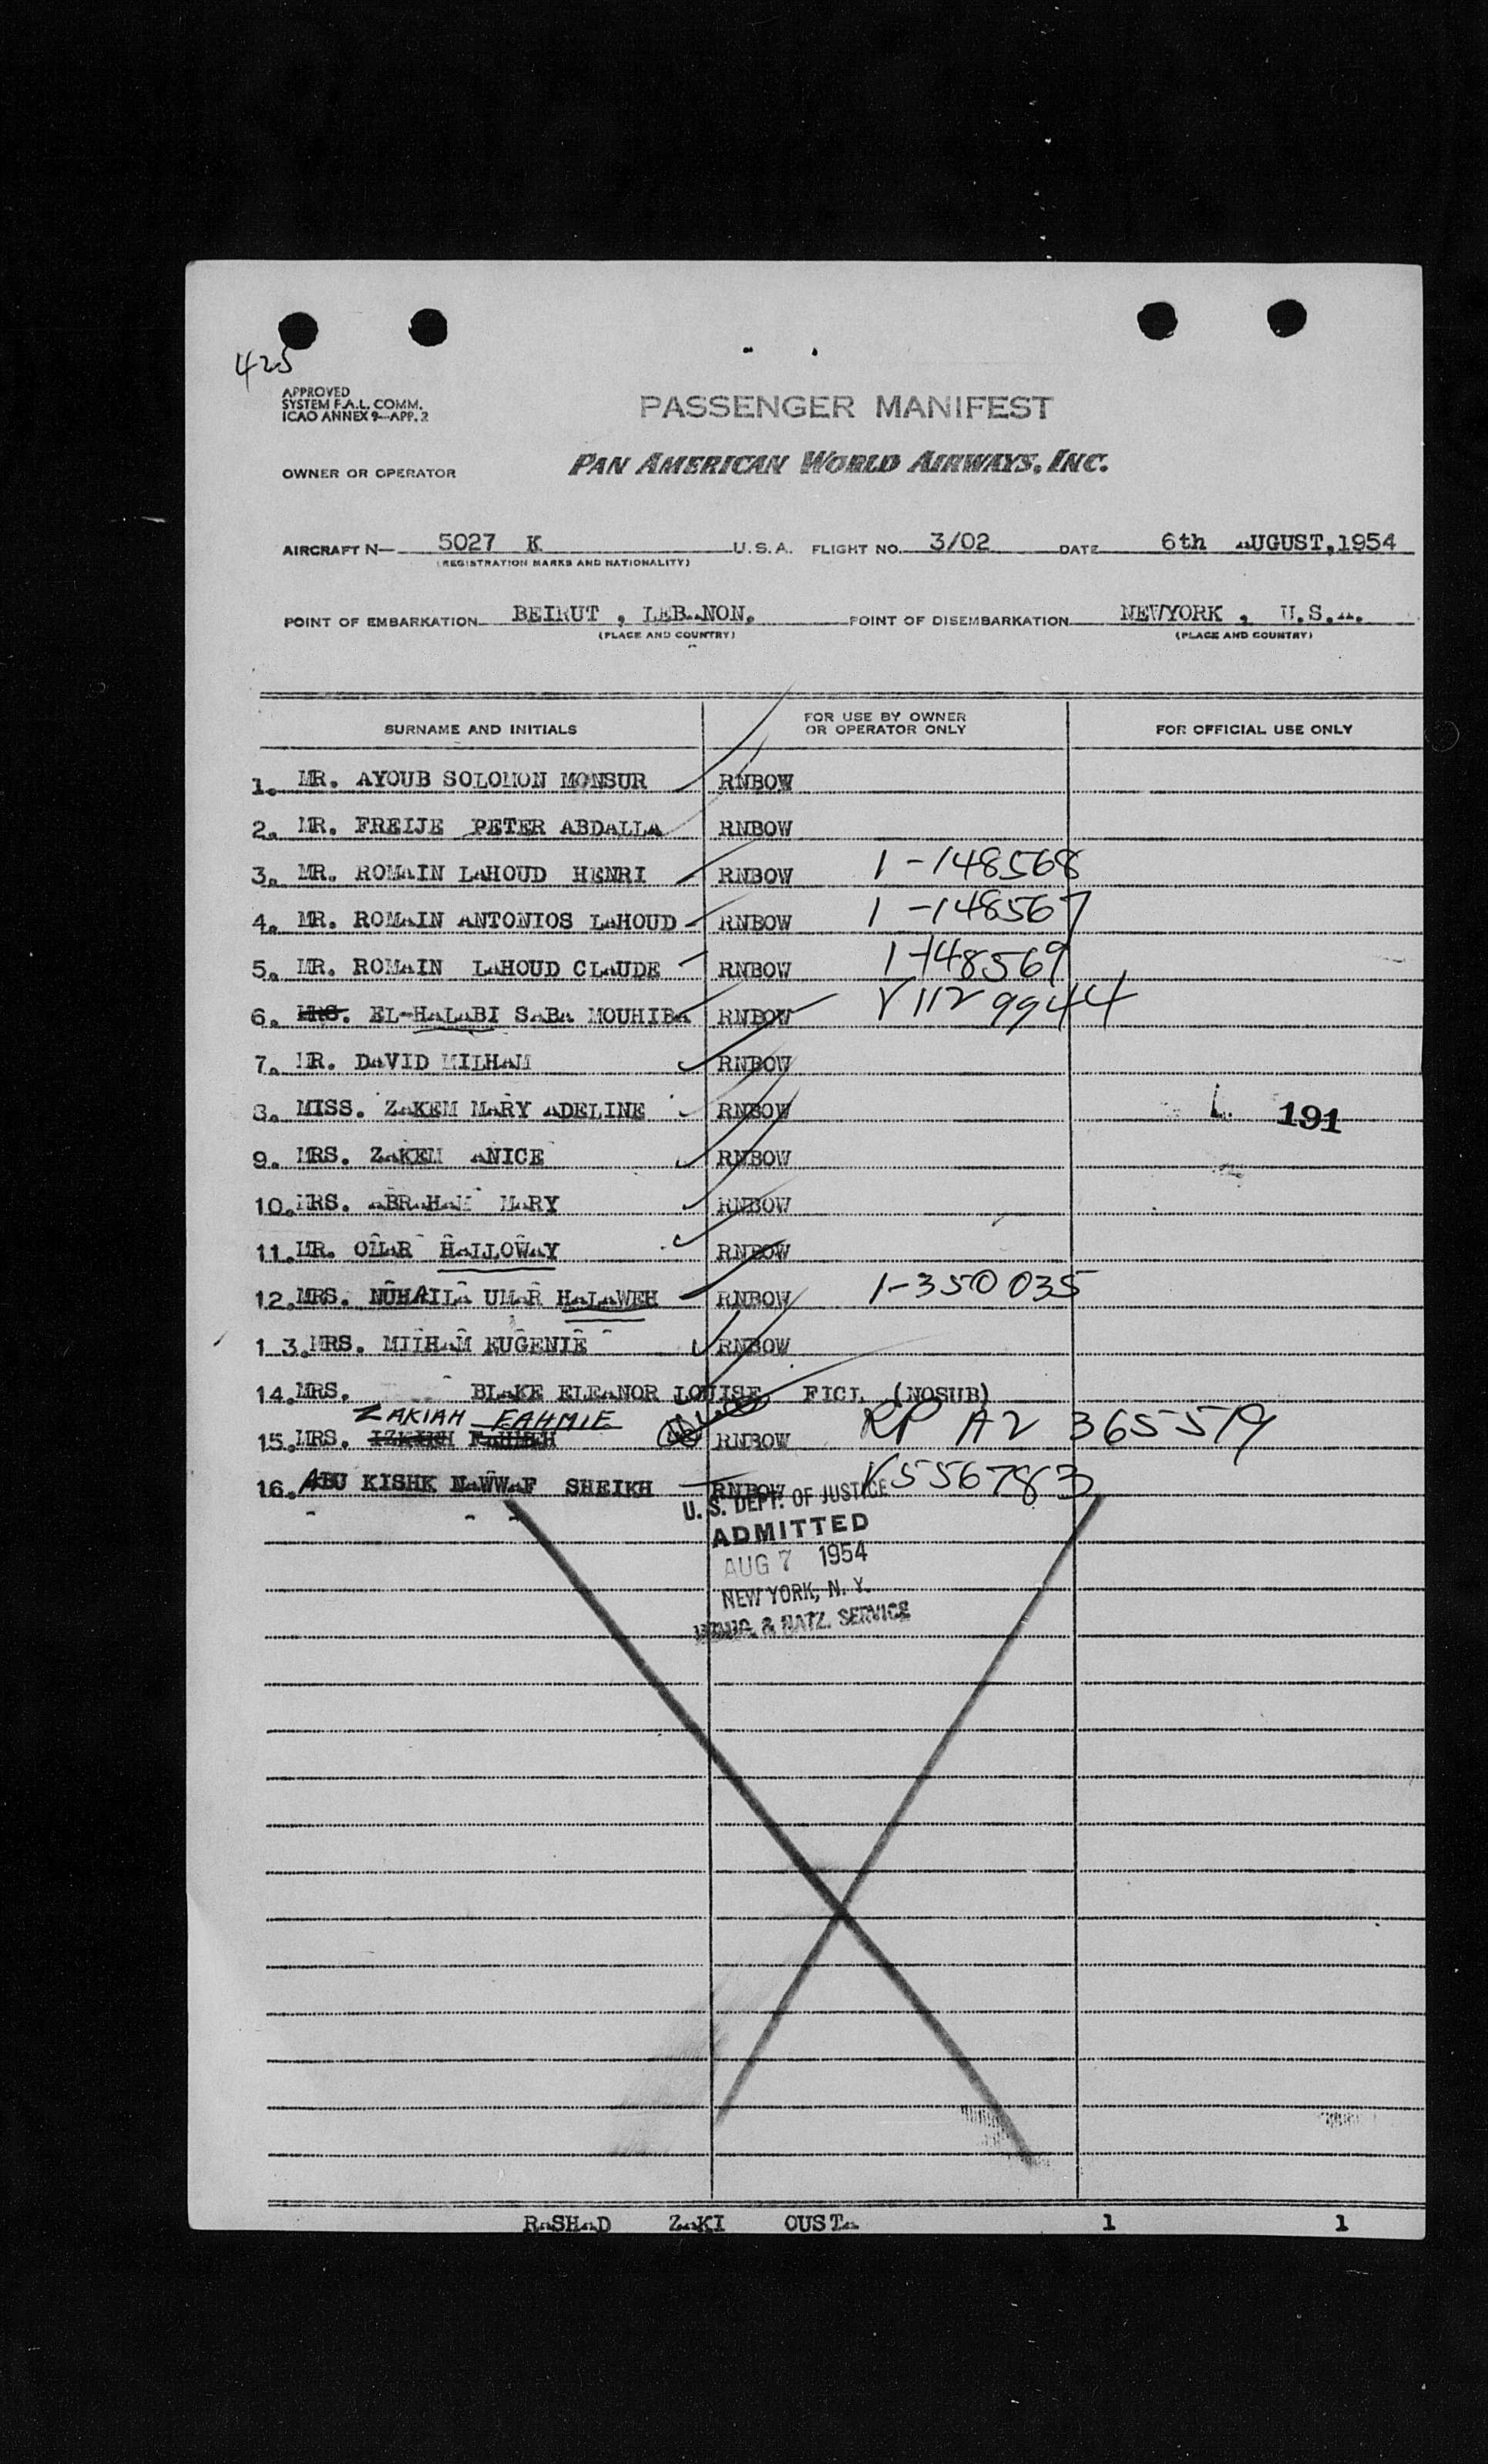 425
APPROVED
SYSTEM F.A.L. COMM.
ICAO ANNEX 9—APP. 2
PASSENGER MANIFEST
OWNER OR OPERATOR PAN AMERICAN WORLD AIRWAYS, INC.
AIRCRAFT N— 5027 K U.S.A. FLIGHT NO. 3/02 DATE 6th AUGUST,1954
(REGISTRATION MARKS AND NATIONALITY)
POINT OF EMBARKATION BEIRUT , LEBANON. POINT OF DISEMBARKATION NEWYORK , U.S.A.
(PLACE AND COUNTRY) (PLACE AND COUNTRY)
SURNAME AND INITIALS FOR USE BY OWNER OR OPERATOR ONLY FOR OFFICIAL USE ONLY
1. MR. AYOUB SOLOMON MONSUR RNBOW
2. MR. FREIJE PETER ABDALLA RNBOW
3. MR. ROMAIN LAHOUD HENRI RNBOW 1-148568
4. MR. ROMAIN ANTONIOS LAHOUD RNBOW 1-148567
5. MR. ROMAIN LAHOUD CLAUDE RNBOW 1-148569
6. MRS. EL-HALABI SABA MOUHIBA RNBOW V1129944
7. MR. DAVID MILHAM RNBOW
8. MISS. ZAKEM MARY ADELINE RNBOW 191
9. MRS. ZAKEM ANICE RNBOW
10. MRS. ABRAHAM MARY RNBOW
11. MR. OMAR HALLOWAY RNBOW
12. MRS. NUHAILA UMAR HALAWEH RNBOW 1-350035
1 3. MRS. MILHAM EUGENIE RNBOW
14. MRS. BLAKE ELEANOR LOUISE FICL (NOSUB)
ZAKIAH FAHMIE
15. MRS. RNBOW RP A2 365579
16. ABU KISHK NAWWAF SHEIKH RNBOW V556783
U. S. DEPT. OF JUSTICE
ADMITTED
AUG 7 1954
NEW YORK, N. Y.
IMMIG. & NATZ. SERVICE
RASHAD ZAKI OUSTA 1 1